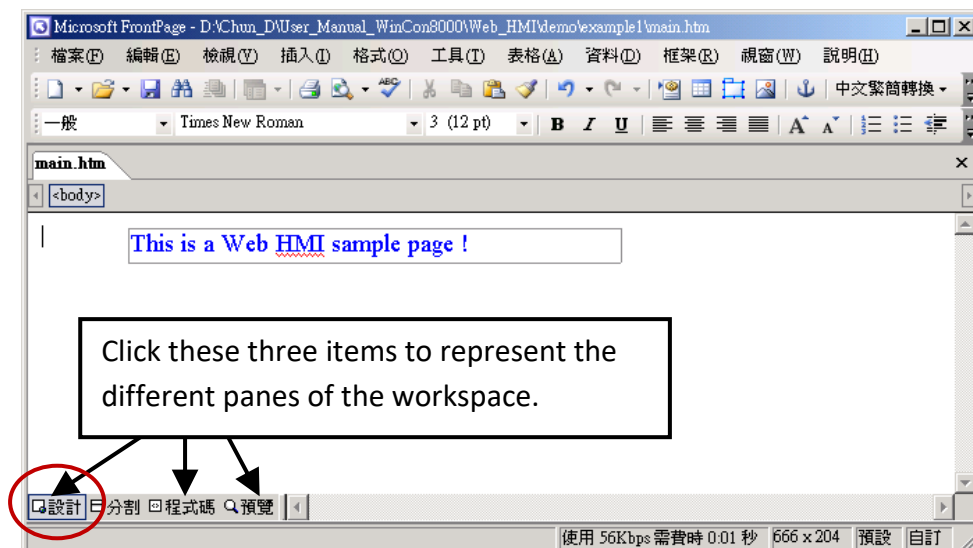 Microsoft FrontPage - D:\Chun_D\User_Manual_WinCon8000\Web_HMI\demo\example1\main.htm
檔案(F) 編輯(E) 檢視(V) 插入(I) 格式(O) 工具(T) 表格(A) 資料(D) 框架(R) 視窗(W) 說明(H)
中文繁簡轉換
一般 Times New Roman 3 (12 pt) B I U A A
main.htm
<body>
This is a Web HMI sample page !
Click these three items to represent the
different panes of the workspace.
設計 分割 程式碼 預覽
使用 56Kbps 需費時 0:01 秒 666 x 204 預設 自訂